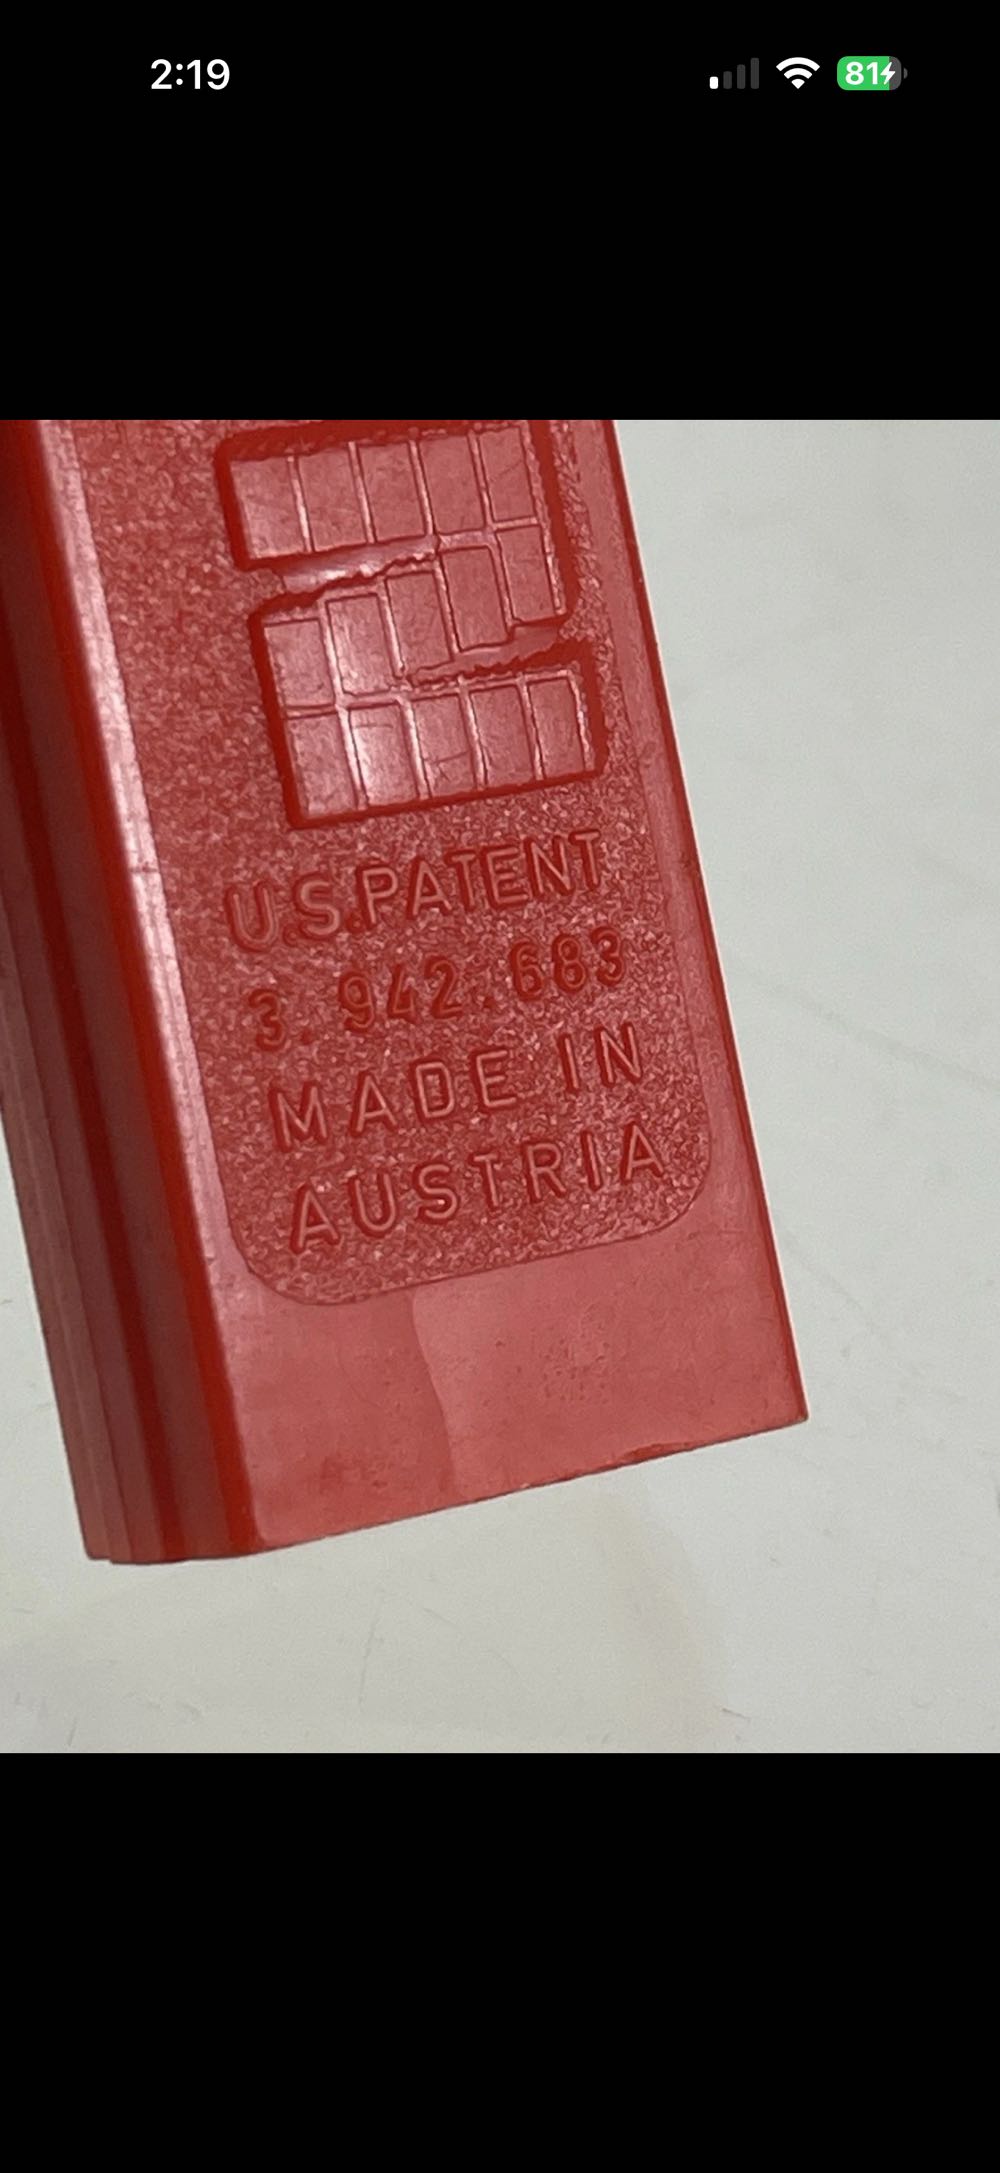 2:19
81
Z
U.S.PATENT
3.942.683
MADE IN
AUSTRIA